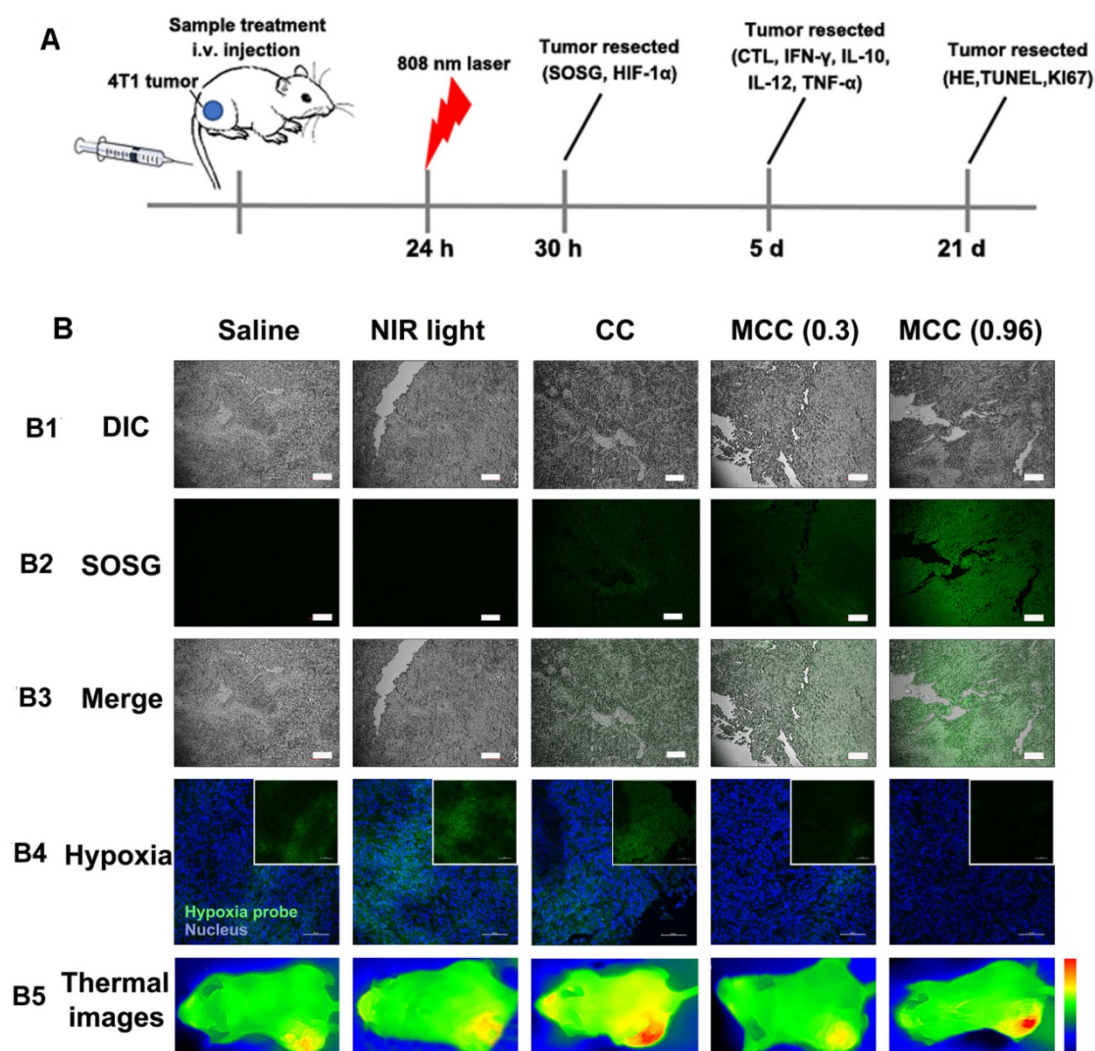 A
Sample treatment
i.v. injection
4T1 tumor
808 nm laser
Tumor resected
(SOSG, HIF-1α)
Tumor resected
(CTL, IFN-γ, IL-10,
IL-12, TNF-α)
Tumor resected
(HE,TUNEL,KI67)
24 h
30 h
5 d
21 d
B
Saline
NIR light
CC
MCC (0.3)
MCC (0.96)
B1
DIC
B2
SOSG
B3
Merge
B4
Hypoxia
Hypoxia probe
Nucleus
B5
Thermal
images